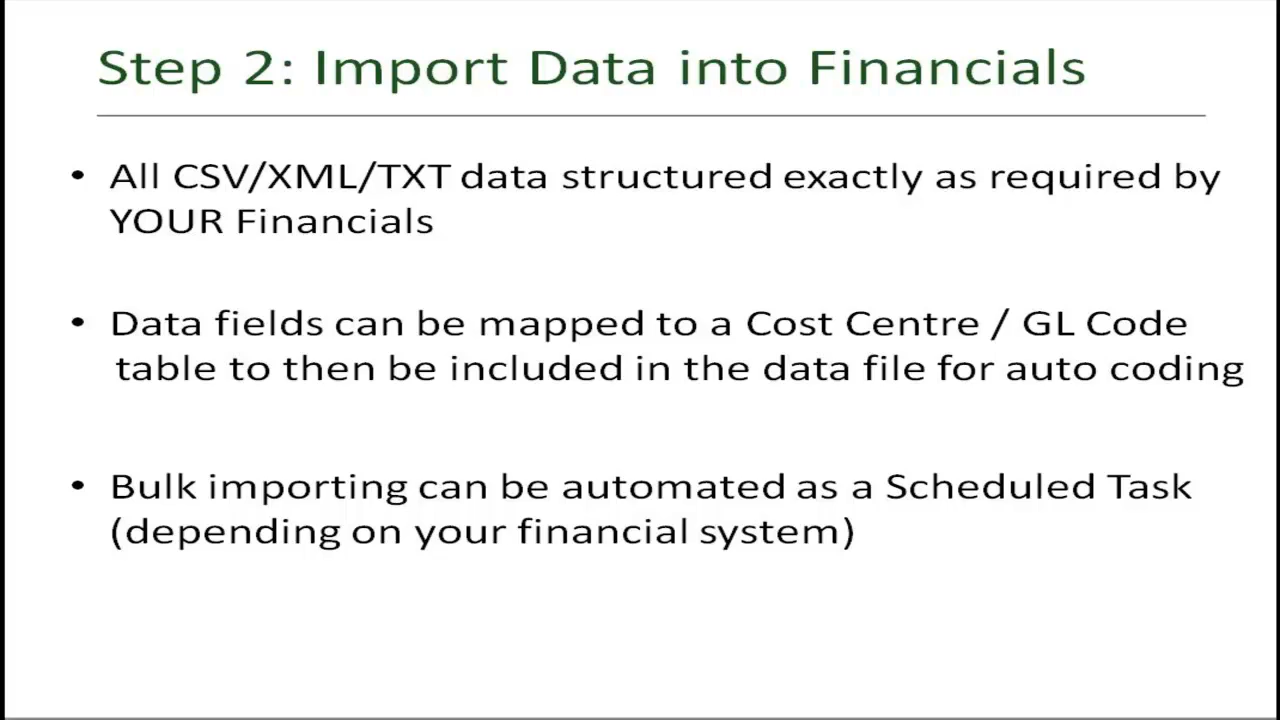 Step 2: Import Data into Financials
• All CSV/XML/TXT data structured exactly as required by
YOUR Financials
• Data fields can be mapped to a Cost Centre / GL Code
table to then be included in the data file for auto coding
• Bulk importing can be automated as a Scheduled Task
(depending on your financial system)